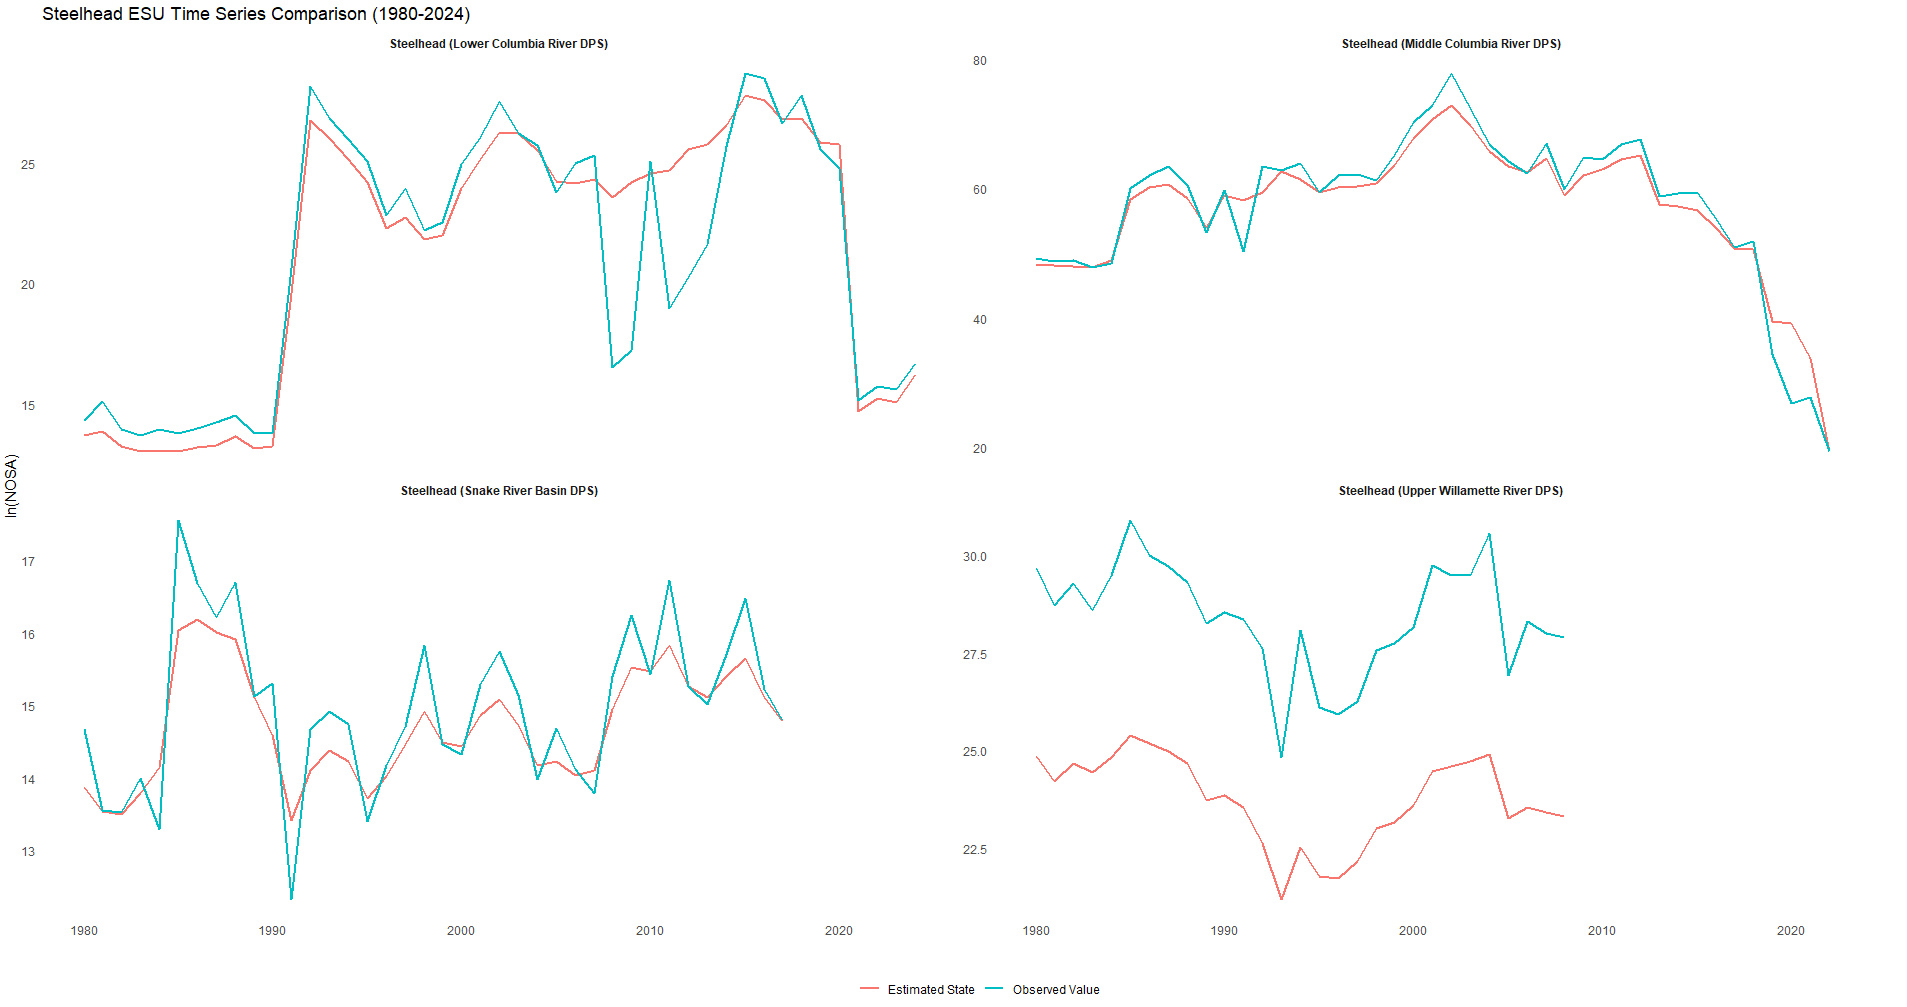 Steelhead ESU Time Series Comparison (1980-2024)
Steelhead (Lower Columbia River DPS)
Steelhead (Middle Columbia River DPS)
25
20
15
80
60
40
20
ln(NOSA)
Steelhead (Snake River Basin DPS)
Steelhead (Upper Willamette River DPS)
17
16
15
14
13
30.0
27.5
25.0
22.5
1980 1990 2000 2010 2020
1980 1990 2000 2010 2020
Estimated State Observed Value